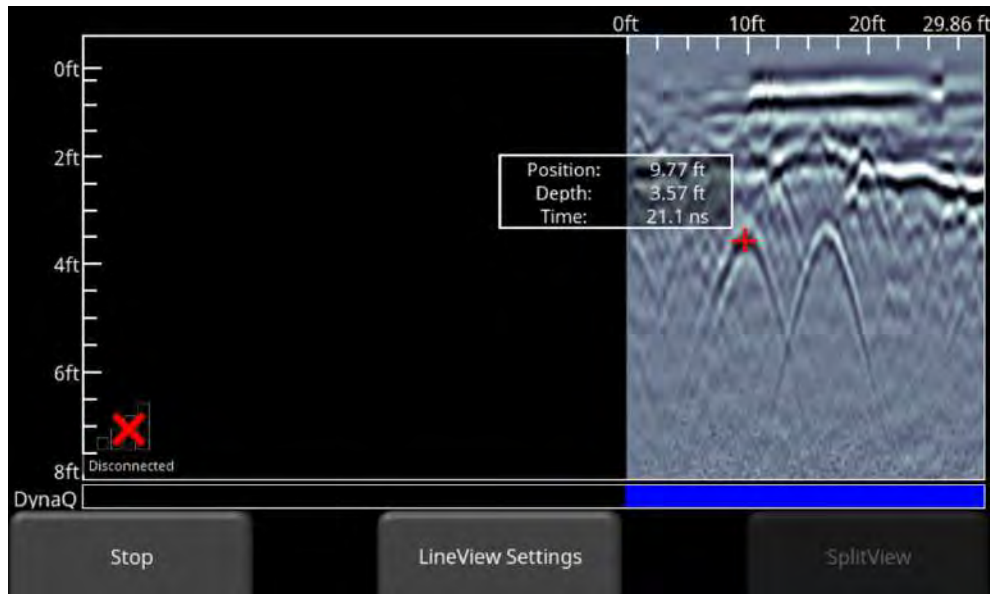 0ft 10ft 20ft 29.86 ft
0ft
2ft
Position: 9.77 ft
Depth: 3.57 ft
Time: 21.1 ns
4ft
6ft
Disconnected
8ft
DynaQ
Stop LineView Settings SplitView